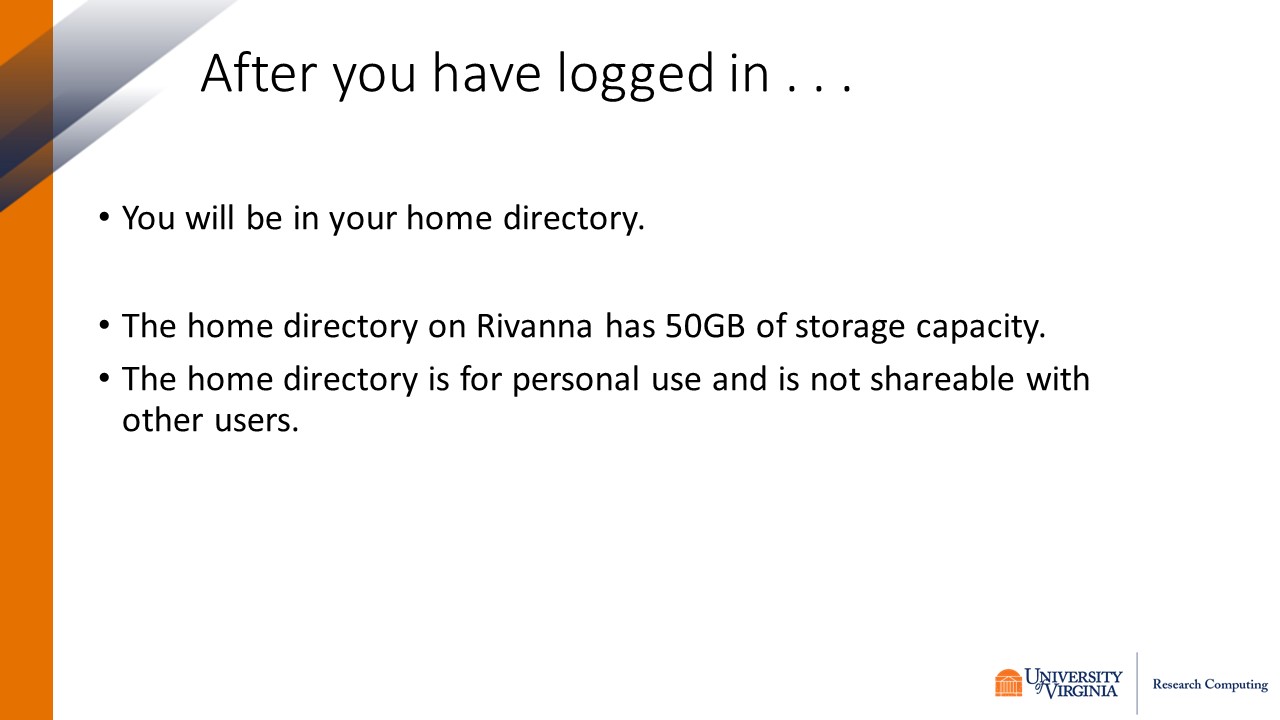 After you have logged in . . .
• You will be in your home directory.
• The home directory on Rivanna has 50GB of storage capacity.
• The home directory is for personal use and is not shareable with
other users.
UNIVERSITY
of VIRGINIA
Research Computing